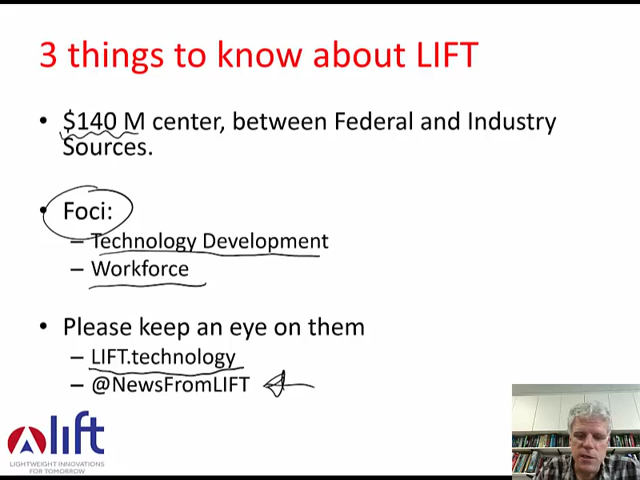 3 things to know about LIFT
• $140 M center, between Federal and Industry
Sources.
• Foci:
– Technology Development
– Workforce
• Please keep an eye on them
– LIFT.technology
– @NewsFromLIFT
lift
LIGHTWEIGHT INNOVATIONS
FOR TOMORROW